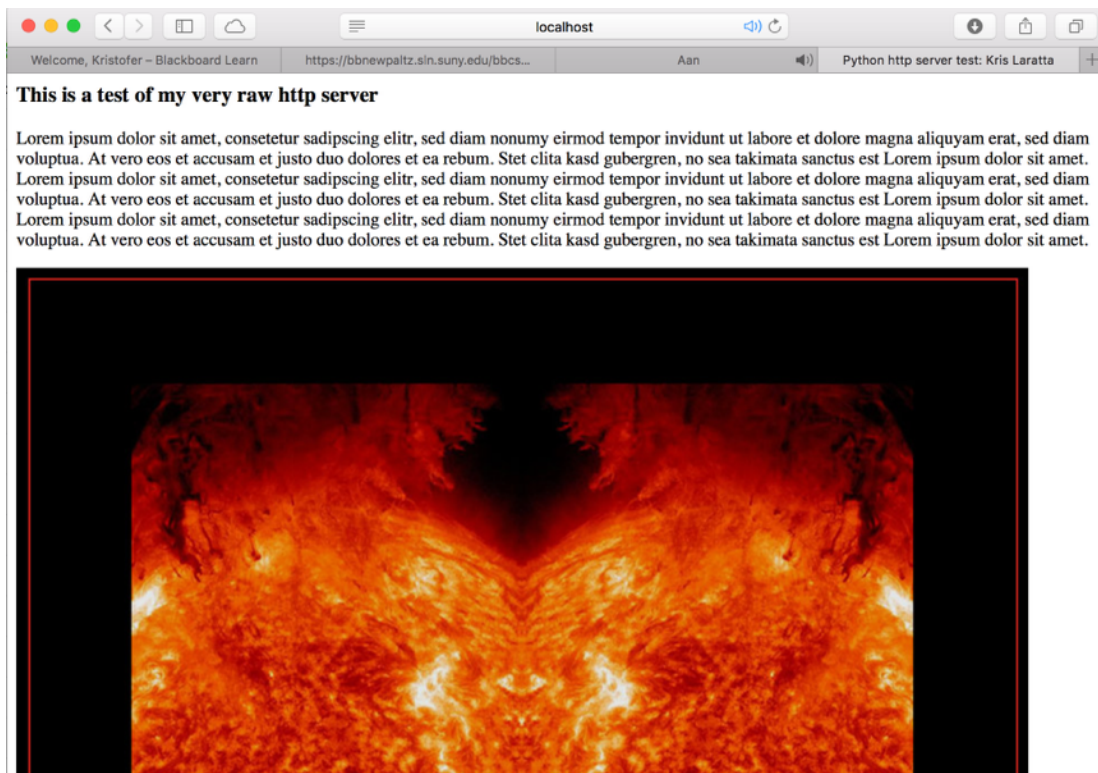 localhost
Welcome, Kristofer – Blackboard Learn
https://bbnewpaltz.sln.suny.edu/bbcs...
Aan
Python http server test: Kris Laratta
This is a test of my very raw http server
Lorem ipsum dolor sit amet, consetetur sadipscing elitr, sed diam nonumy eirmod tempor invidunt ut labore et dolore magna aliquyam erat, sed diam
voluptua. At vero eos et accusam et justo duo dolores et ea rebum. Stet clita kasd gubergren, no sea takimata sanctus est Lorem ipsum dolor sit amet.
Lorem ipsum dolor sit amet, consetetur sadipscing elitr, sed diam nonumy eirmod tempor invidunt ut labore et dolore magna aliquyam erat, sed diam
voluptua. At vero eos et accusam et justo duo dolores et ea rebum. Stet clita kasd gubergren, no sea takimata sanctus est Lorem ipsum dolor sit amet.
Lorem ipsum dolor sit amet, consetetur sadipscing elitr, sed diam nonumy eirmod tempor invidunt ut labore et dolore magna aliquyam erat, sed diam
voluptua. At vero eos et accusam et justo duo dolores et ea rebum. Stet clita kasd gubergren, no sea takimata sanctus est Lorem ipsum dolor sit amet.